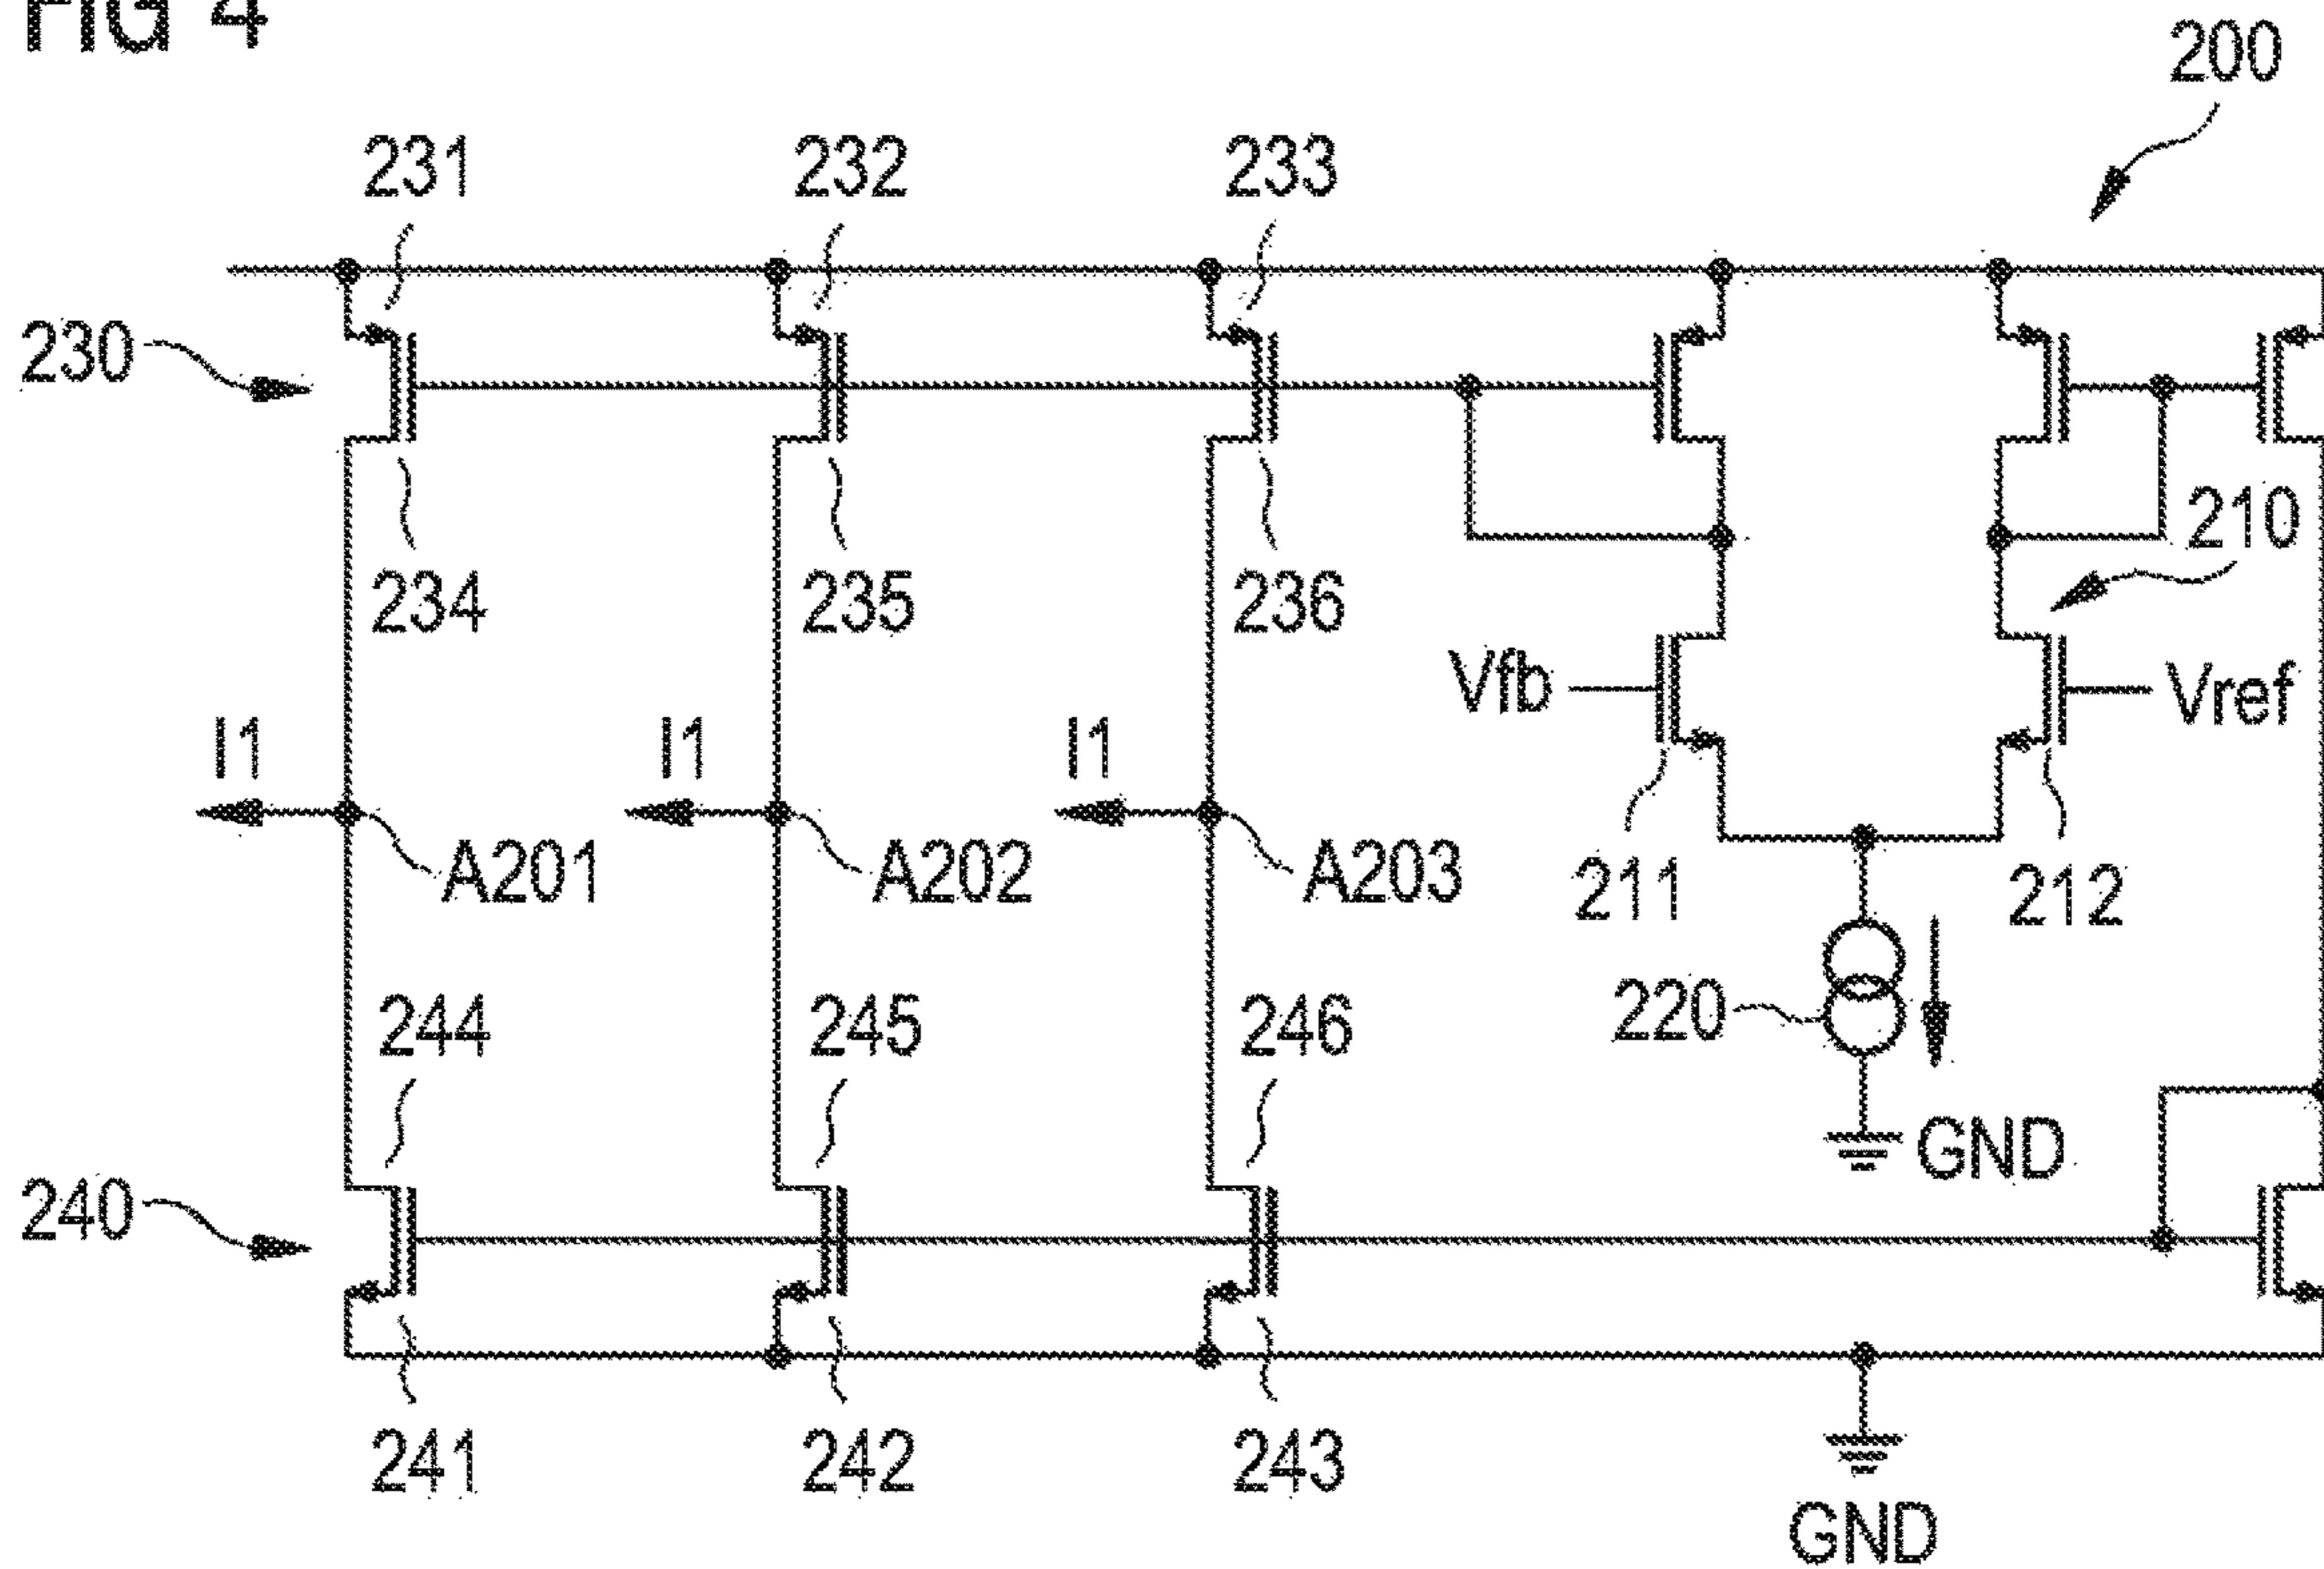 FIG 4
200
231 232 233
230
234 235 236
210
Vfb Vref
I1 I1 I1
A201 A202 A203
211 212
220
244 245 246
GND
240
241 242 243
GND